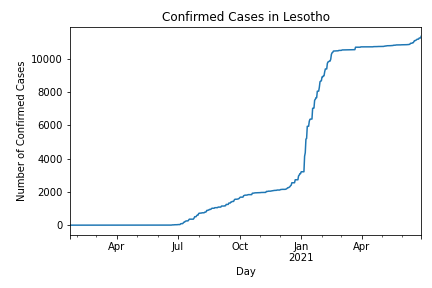 Confirmed Cases in Lesotho
Number of Confirmed Cases
10000
8000
6000
4000
2000
0
Apr Jul Oct Jan Apr
2021
Day